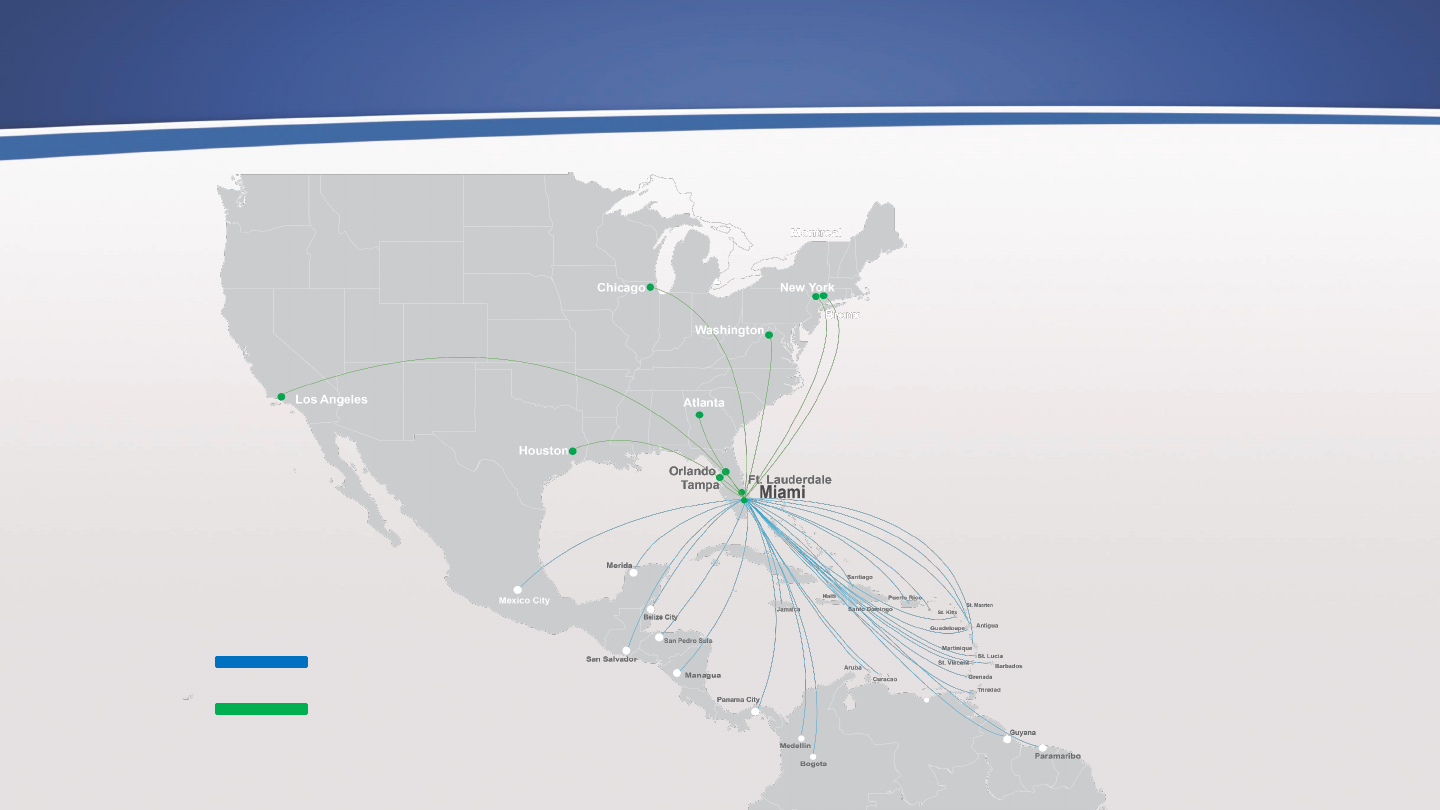 Montreal
Chicago
New York
Bronx
Washington
Los Angeles
Atlanta
Houston
Orlando
Ft. Lauderdale
Tampa
Miami
Merida
Santiago
Mexico City
Haiti
Puerto Rico
St. Maarten
Jamaica
Santo Domingo
St. Kitts
Belize City
Guadeloupe
Antigua
San Pedro Sula
Martinique
San Salvador
St. Lucia
St. Vincent
Barbados
Aruba
Managua
Curacao
Grenada
Trinidad
Panama City
Guyana
Medellin
Paramaribo
Bogota